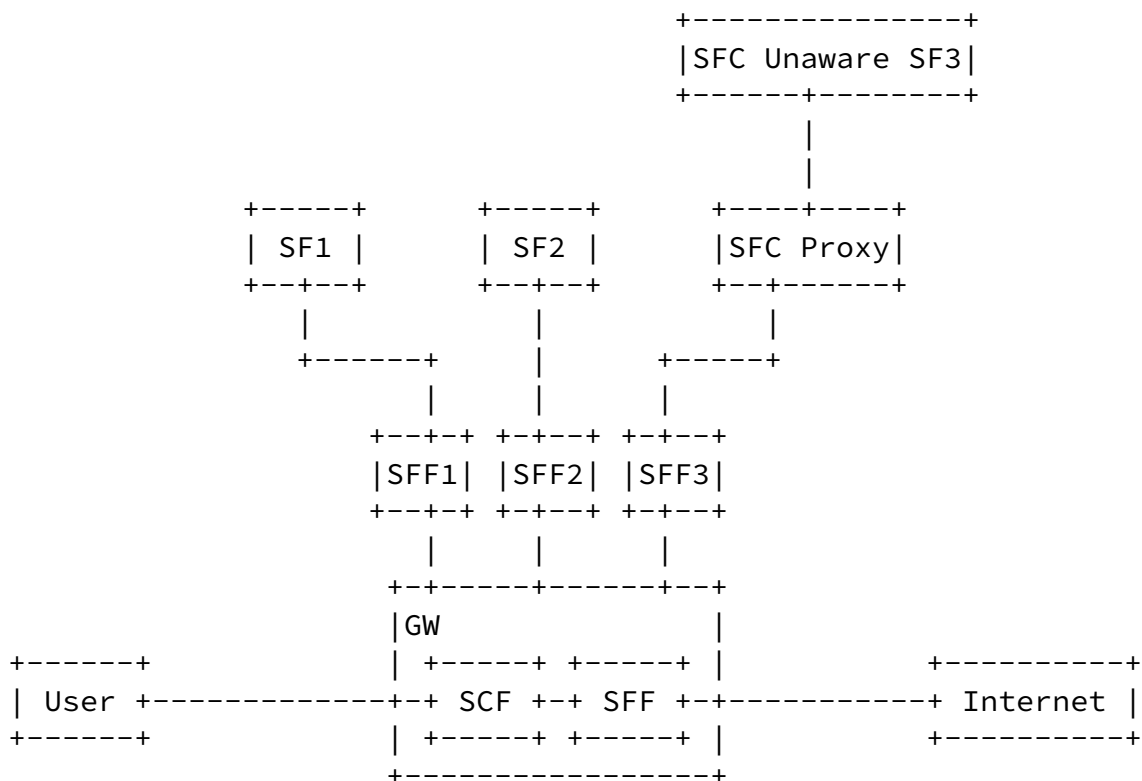 SFC Unaware SF3
SF1 SF2 SFC Proxy
SFF1 SFF2 SFF3
GW
User SCF SFF Internet